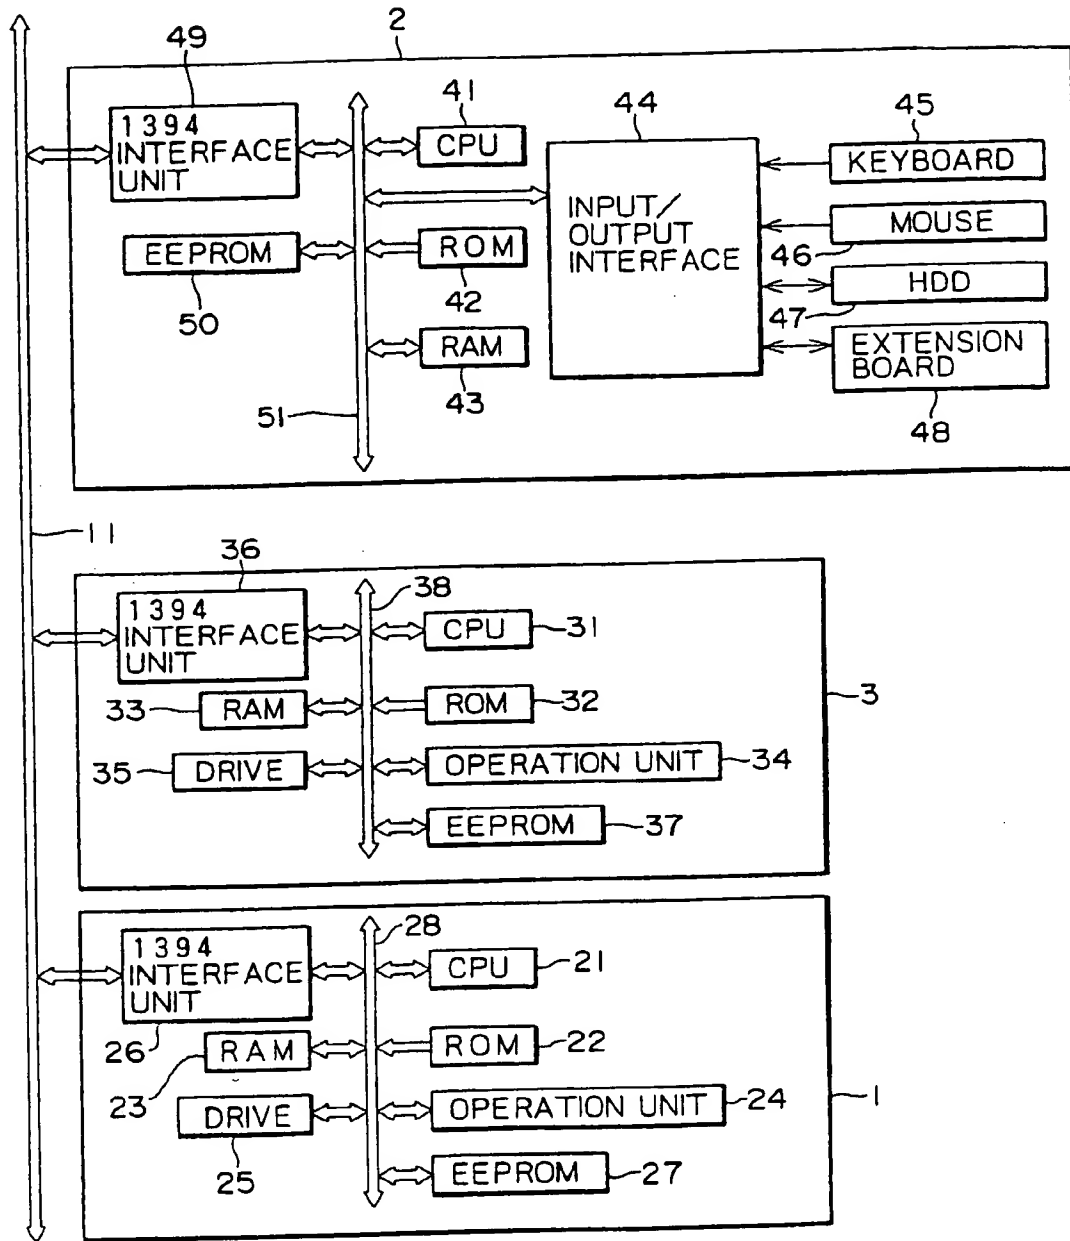 2
49
1394
INTERFACE
UNIT
41
CPU
44
INPUT/
OUTPUT
INTERFACE
45
KEYBOARD
MOUSE
46
EEPROM
50
ROM
42
HDD
47
RAM
43
EXTENSION
BOARD
48
51
11
36
1394
INTERFACE
UNIT
38
CPU
31
33
RAM
ROM
32
3
35
DRIVE
OPERATION UNIT
34
EEPROM
37
28
1394
INTERFACE
UNIT
26
CPU
21
RAM
23
ROM
22
DRIVE
25
OPERATION UNIT
24
1
EEPROM
27